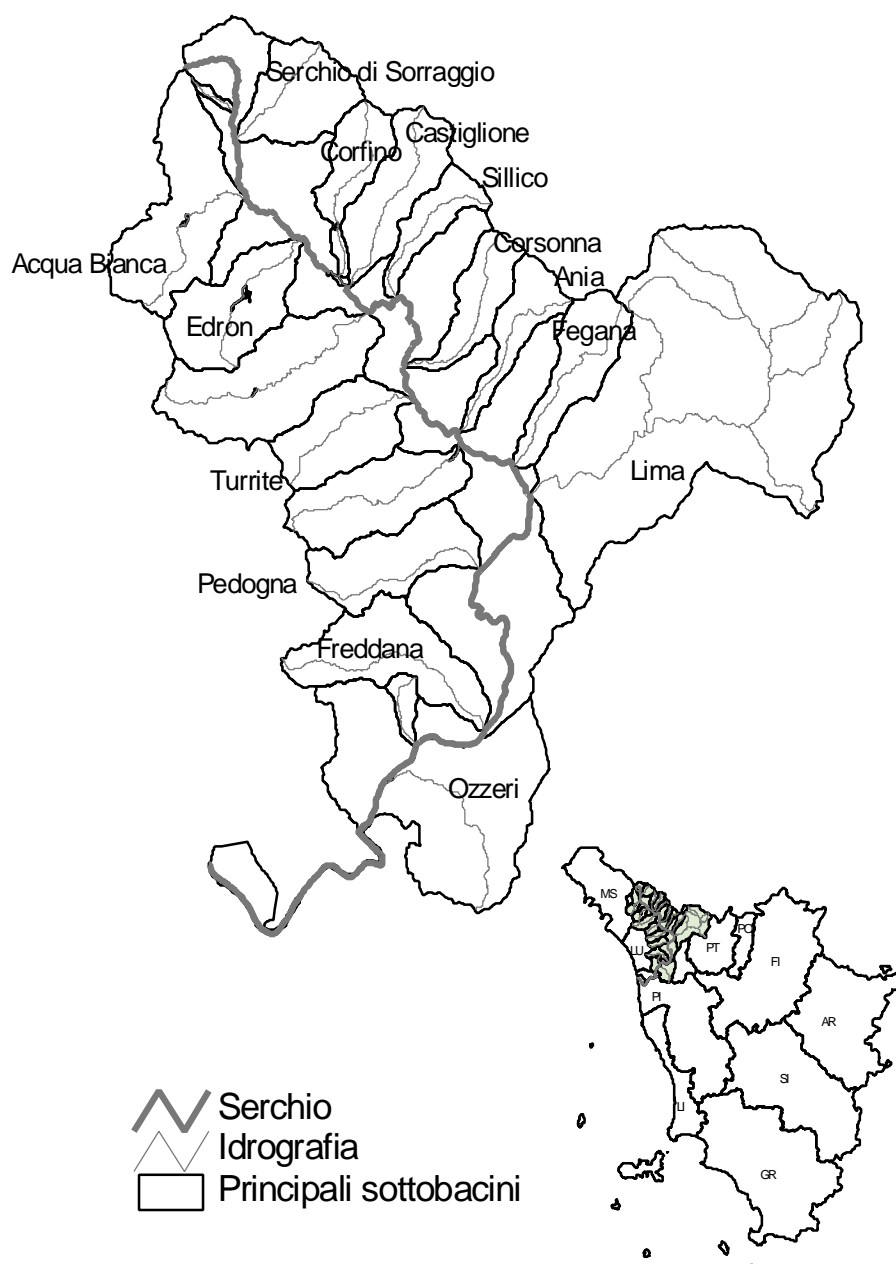 Serchio di Sorraggio
Castiglione
Corfino
Sillico
Corsonna
Acqua Bianca
Ania
Edron
Fegana
Lima
Turrite
Pedogna
Freddana
Ozzeri
MS
LU
PT
PO
FI
PI
AR
SI
LI
GR
Serchio
Idrografia
Principali sottobacini